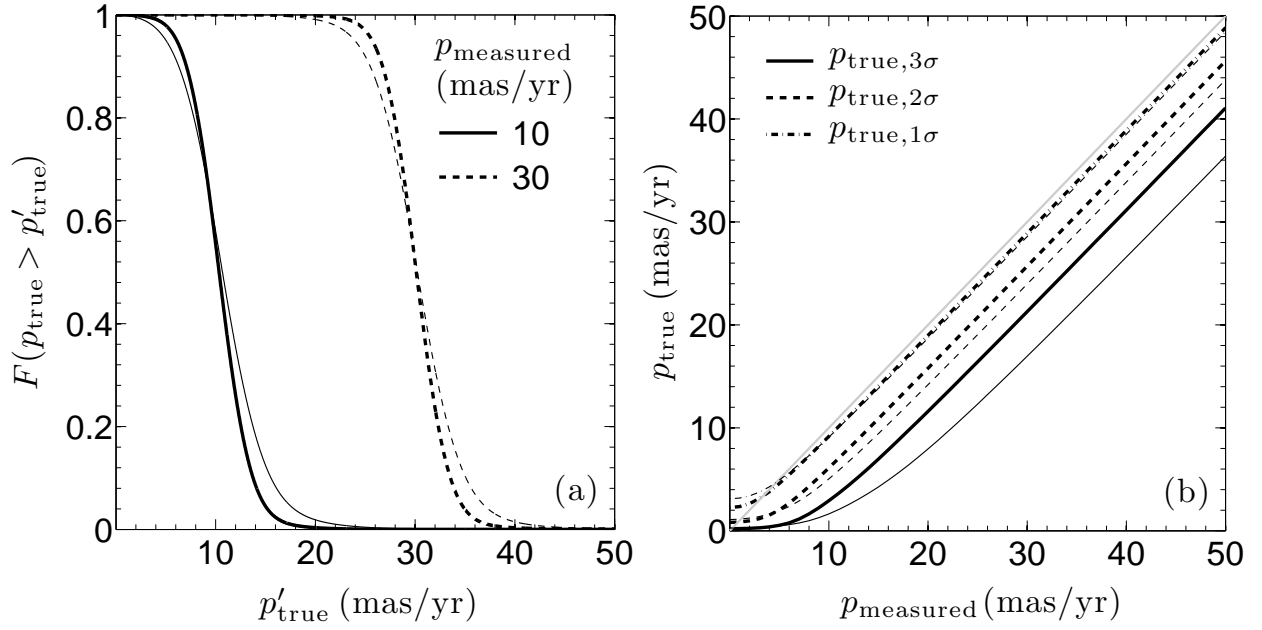 1
0.8
0.6
0.4
0.2
0
10
20
30
40
50
F(p_true > p′_true)
p′_true (mas/yr)
p_measured
(mas/yr)
10
30
(a)
50
40
30
20
10
0
0
10
20
30
40
50
p_true (mas/yr)
p_measured (mas/yr)
p_true,3σ
p_true,2σ
p_true,1σ
(b)